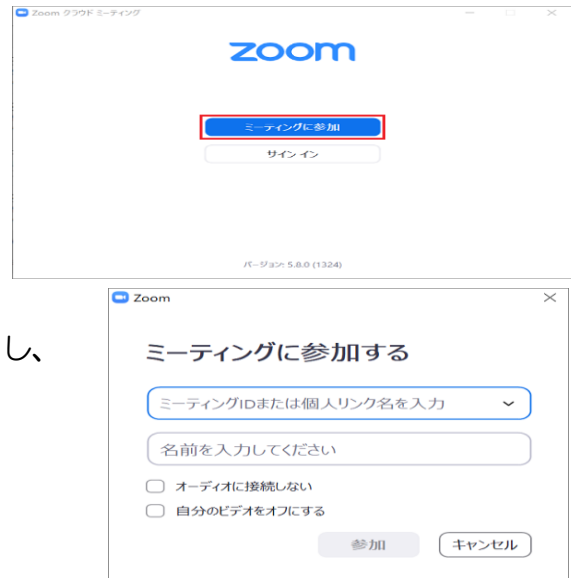 Zoom クラウド ミーティング
zoom
ミーティングに参加
サイン イン
バージョン: 5.8.0 (1324)
Zoom
し、
ミーティングに参加する
ミーティングIDまたは個人リンク名を入力
名前を入力してください
オーディオに接続しない
自分のビデオをオフにする
参加 キャンセル